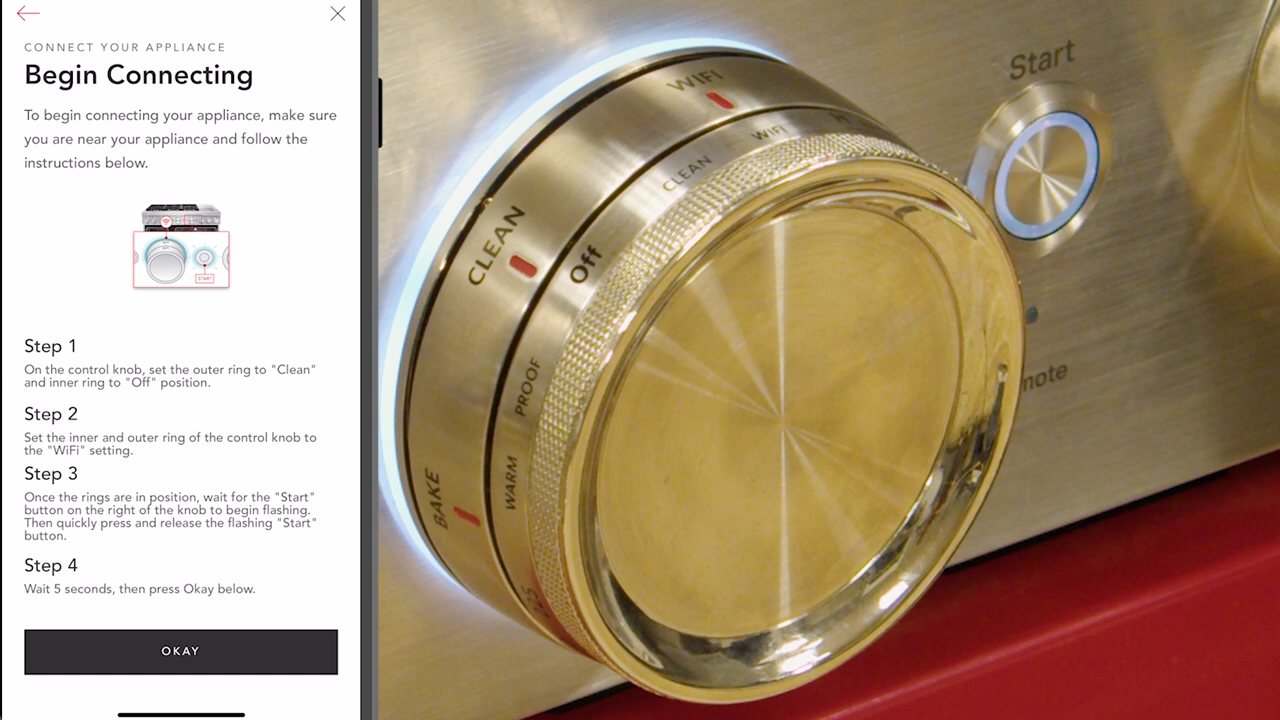 CONNECT YOUR APPLIANCE
Begin Connecting
To begin connecting your appliance, make sure
you are near your appliance and follow the
instructions below.
START
Step 1
On the control knob, set the outer ring to "Clean"
and inner ring to "Off" position.
Step 2
Set the inner and outer ring of the control knob to
the "WiFi" setting.
Step 3
Once the rings are in position, wait for the "Start"
button on the right of the knob to begin flashing.
Then quickly press and release the flashing "Start"
button.
Step 4
Wait 5 seconds, then press Okay below.
OKAY
WIFI
CLEAN
BAKE
WIFI
CLEAN
Off
PROOF
WARM
Start
note